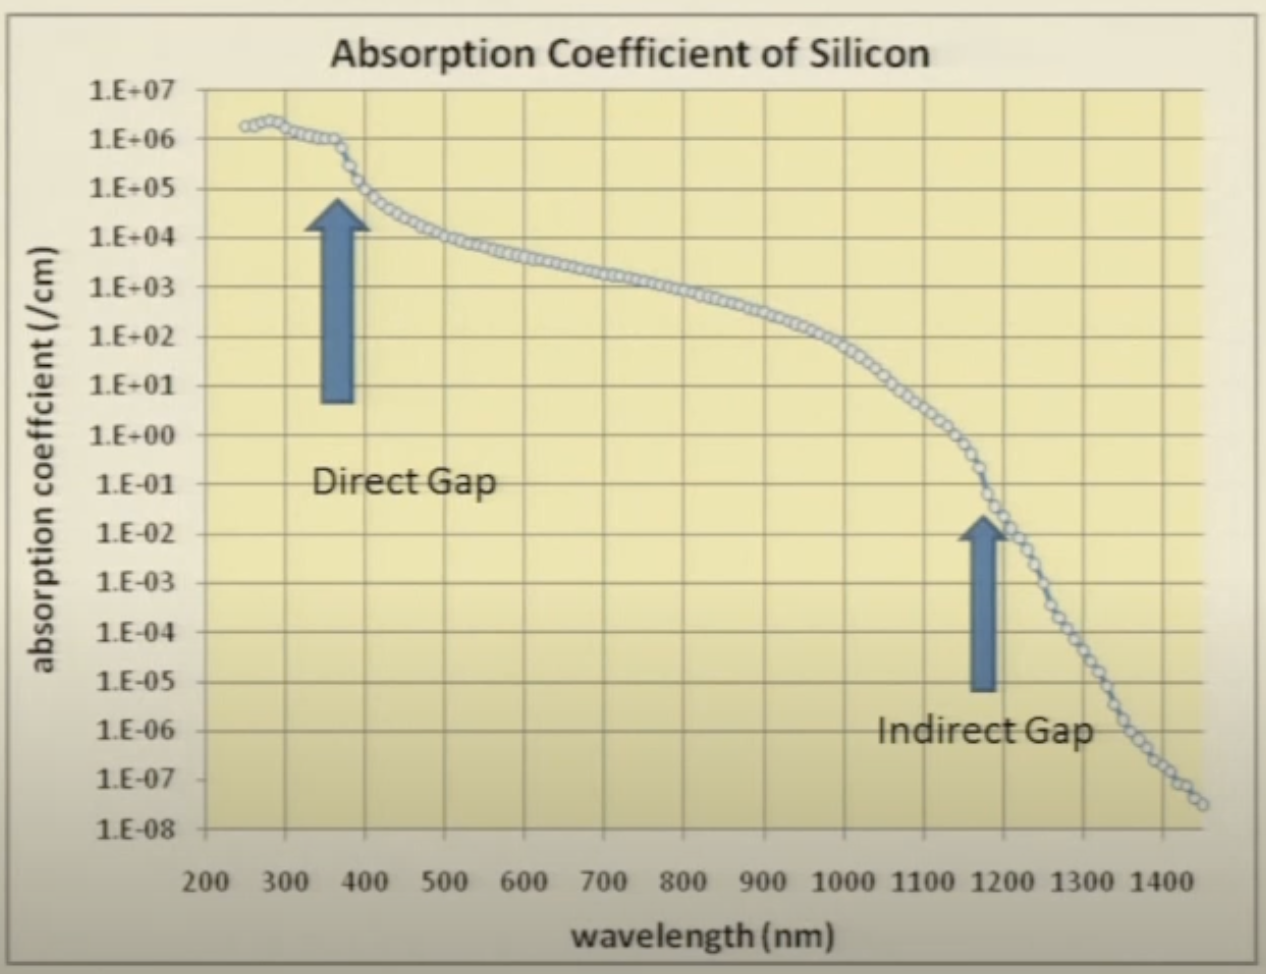 Absorption Coefficient of Silicon
1.E+07
1.E+06
1.E+05
1.E+04
1.E+03
1.E+02
1.E+01
1.E+00
1.E-01
1.E-02
1.E-03
1.E-04
1.E-05
1.E-06
1.E-07
1.E-08
absorption coeffcient (/cm)
Direct Gap
Indirect Gap
200 300 400 500 600 700 800 900 1000 1100 1200 1300 1400
wavelength (nm)